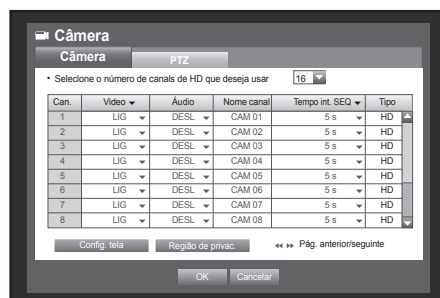 Câmera
Câmera PTZ
• Selecione o número de canais de HD que deseja usar 16
Can. Video Áudio Nome canal Tempo int. SEQ Tipo
1 LIG DESL CAM 01 5 s HD
2 LIG DESL CAM 02 5 s HD
3 LIG DESL CAM 03 5 s HD
4 LIG DESL CAM 04 5 s HD
5 LIG DESL CAM 05 5 s HD
6 LIG DESL CAM 06 5 s HD
7 LIG DESL CAM 07 5 s HD
8 LIG DESL CAM 08 5 s HD
Config. tela Região de privac. Pág. anterior/seguinte
OK Cancelar